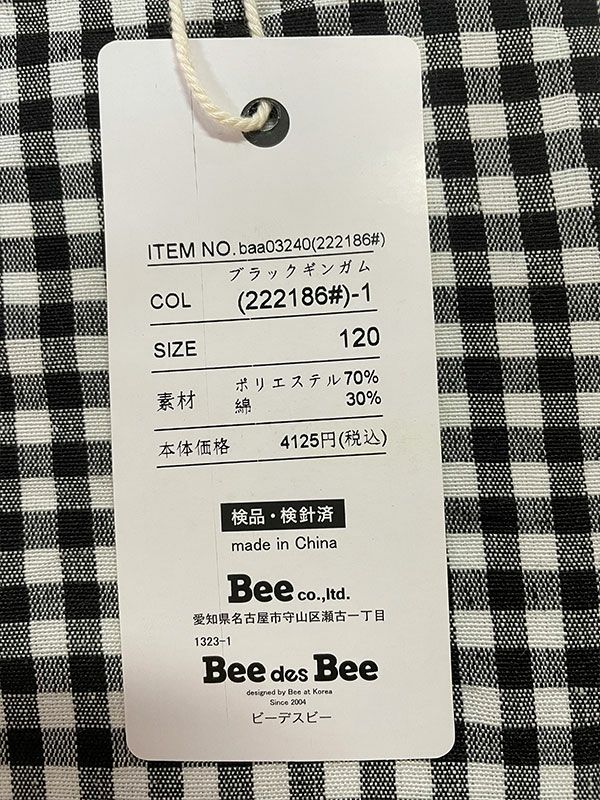 ITEM NO. baa03240(222186#)
ブラックギンガム
COL (222186#)-1
SIZE 120
素材 ポリエステル70%
綿 30%
本体価格 4125円(税込)
検品・検針済
made in China
Bee co.,ltd.
愛知県名古屋市守山区瀬古一丁目
1323-1
Bee des Bee
designed by Bee at Korea
Since 2004
ビーデスビー